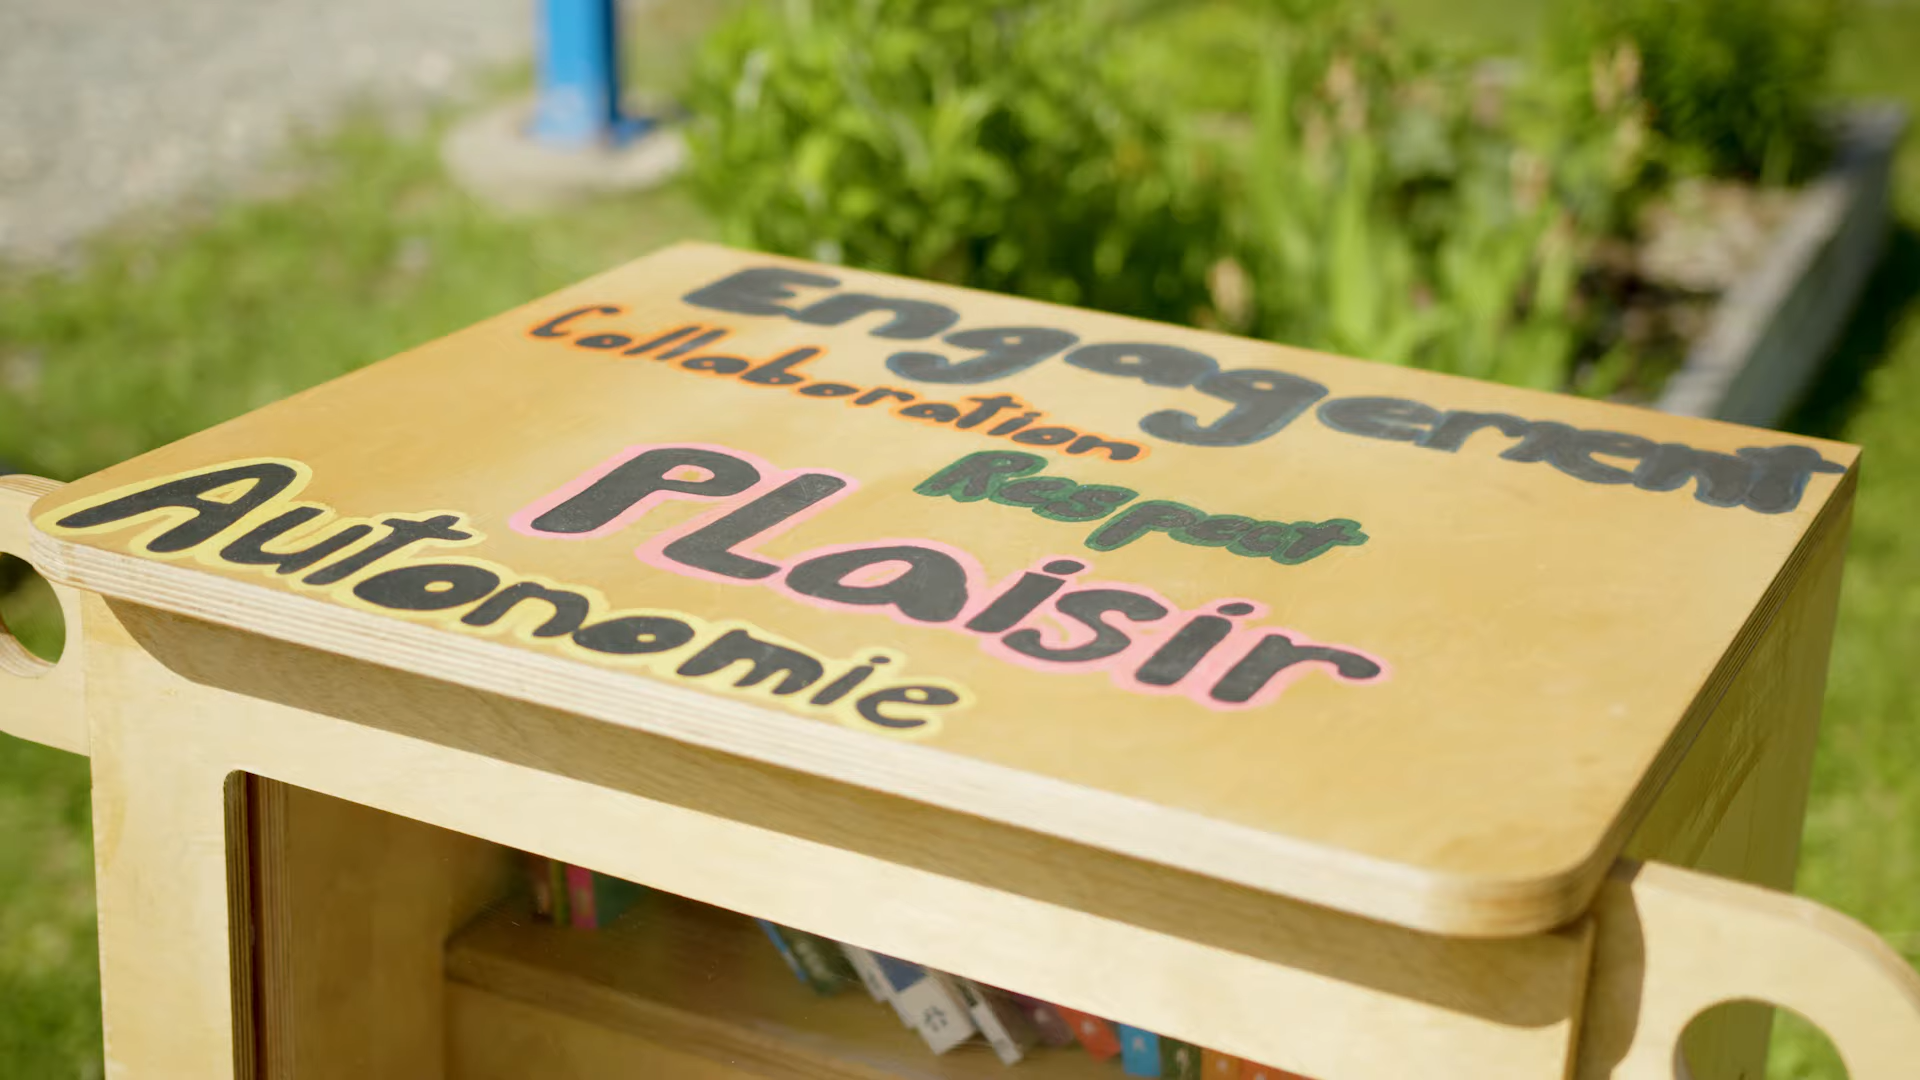 Engagement
Collaboration
Respect
PLaisir
Autonomie